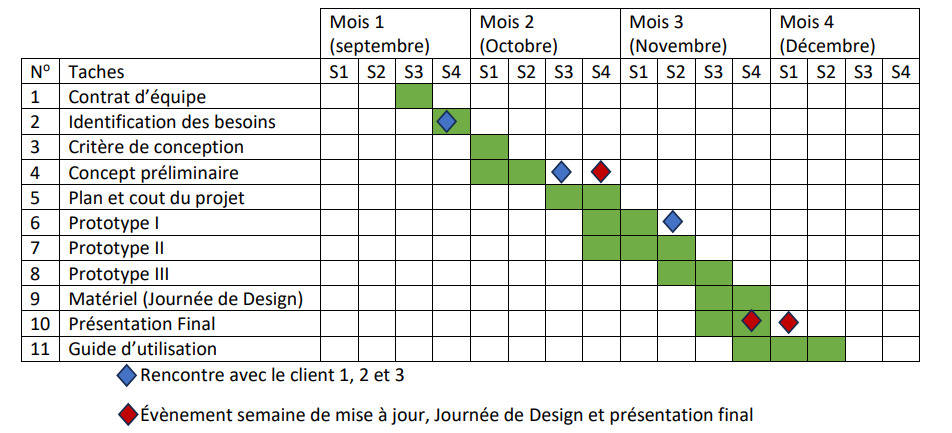 Mois 1 Mois 2 Mois 3 Mois 4
(septembre) (Octobre) (Novembre) (Décembre)
Nº Taches S1 S2 S3 S4 S1 S2 S3 S4 S1 S2 S3 S4 S1 S2 S3 S4
1 Contrat d’équipe
2 Identification des besoins
3 Critère de conception
4 Concept préliminaire
5 Plan et cout du projet
6 Prototype I
7 Prototype II
8 Prototype III
9 Matériel (Journée de Design)
10 Présentation Final
11 Guide d’utilisation
Rencontre avec le client 1, 2 et 3
Évènement semaine de mise à jour, Journée de Design et présentation final